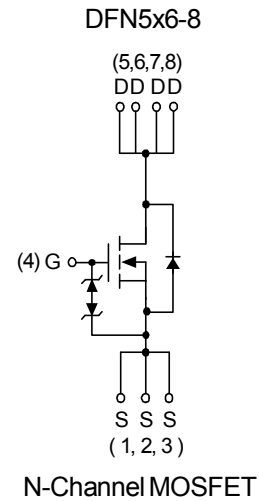 DFN5x6-8
(5,6,7,8)
DD DD
(4) G
S S S
( 1, 2, 3 )
N-Channel MOSFET